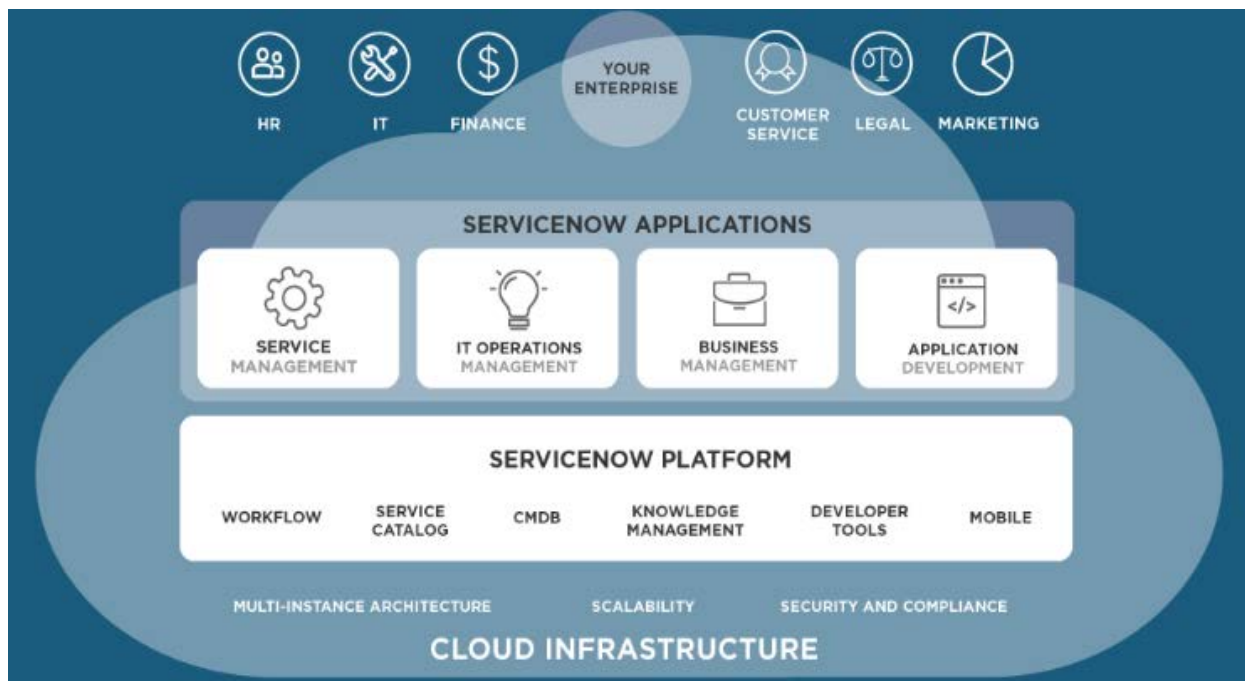 YOUR
ENTERPRISE
HR
IT
FINANCE
CUSTOMER
SERVICE
LEGAL
MARKETING
SERVICENOW APPLICATIONS
SERVICE
MANAGEMENT
IT OPERATIONS
MANAGEMENT
BUSINESS
MANAGEMENT
</>
APPLICATION
DEVELOPMENT
SERVICENOW PLATFORM
WORKFLOW
SERVICE
CATALOG
CMDB
KNOWLEDGE
MANAGEMENT
DEVELOPER
TOOLS
MOBILE
MULTI-INSTANCE ARCHITECTURE
SCALABILITY
SECURITY AND COMPLIANCE
CLOUD INFRASTRUCTURE